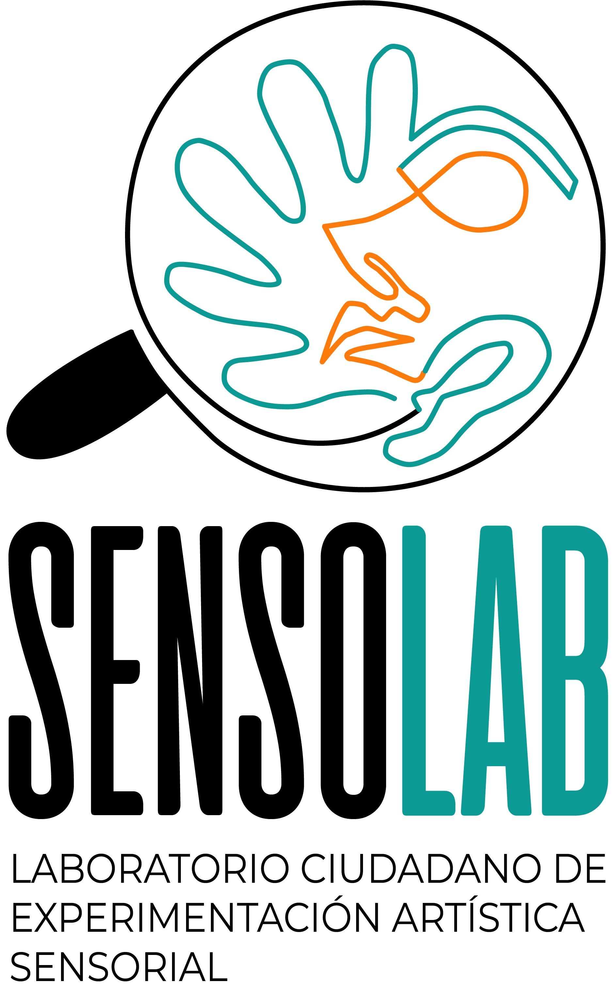 SENSOLAB
LABORATORIO CIUDADANO DE
EXPERIMENTACIÓN ARTÍSTICA
SENSORIAL